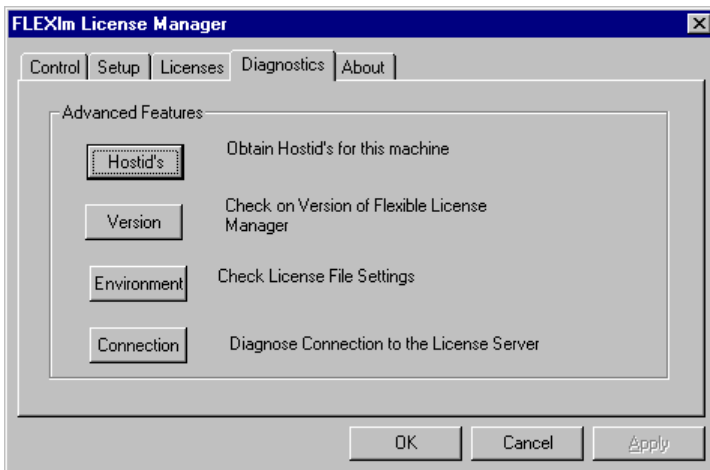 FLEXlm License Manager
Control Setup Licenses Diagnostics About
Advanced Features
Hostid's Obtain Hostid's for this machine
Version Check on Version of Flexible License
Manager
Environment Check License File Settings
Connection Diagnose Connection to the License Server
OK Cancel Apply